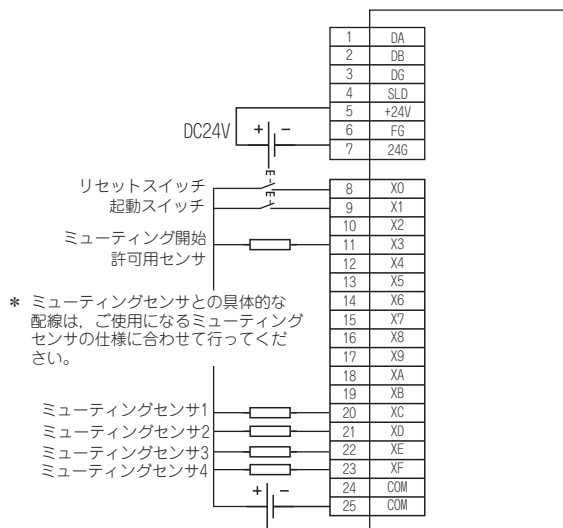 1 DA
2 DB
3 DG
4 SLD
5 +24V
6 FG
7 24G
DC24V + −
リセットスイッチ 8 X0
起動スイッチ 9 X1
10 X2
ミューティング開始 11 X3
許可用センサ 12 X4
13 X5
14 X6
15 X7
16 X8
17 X9
18 XA
19 XB
* ミューティングセンサとの具体的な
配線は，ご使用になるミューティング
センサの仕様に合わせて行ってくだ
さい。
ミューティングセンサ1 20 XC
ミューティングセンサ2 21 XD
ミューティングセンサ3 22 XE
ミューティングセンサ4 23 XF
+ − 24 COM
25 COM